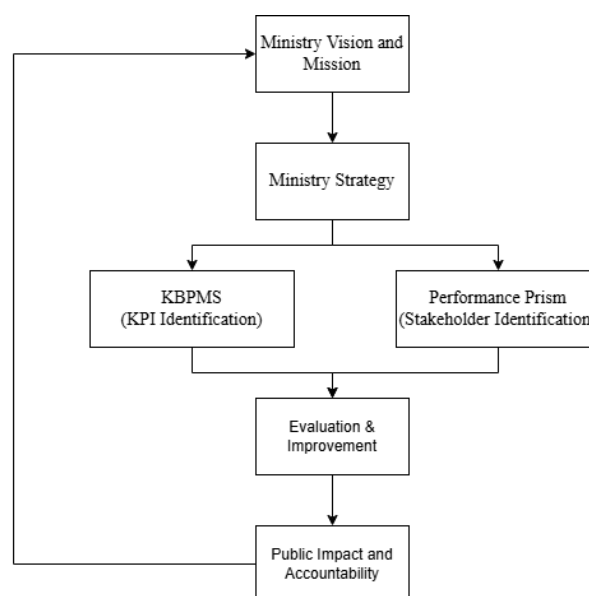 Ministry Vision and
Mission
Ministry Strategy
KBPMS
(KPI Identification)
Performance Prism
(Stakeholder Identification
Evaluation &
Improvement
Public Impact and
Accountability